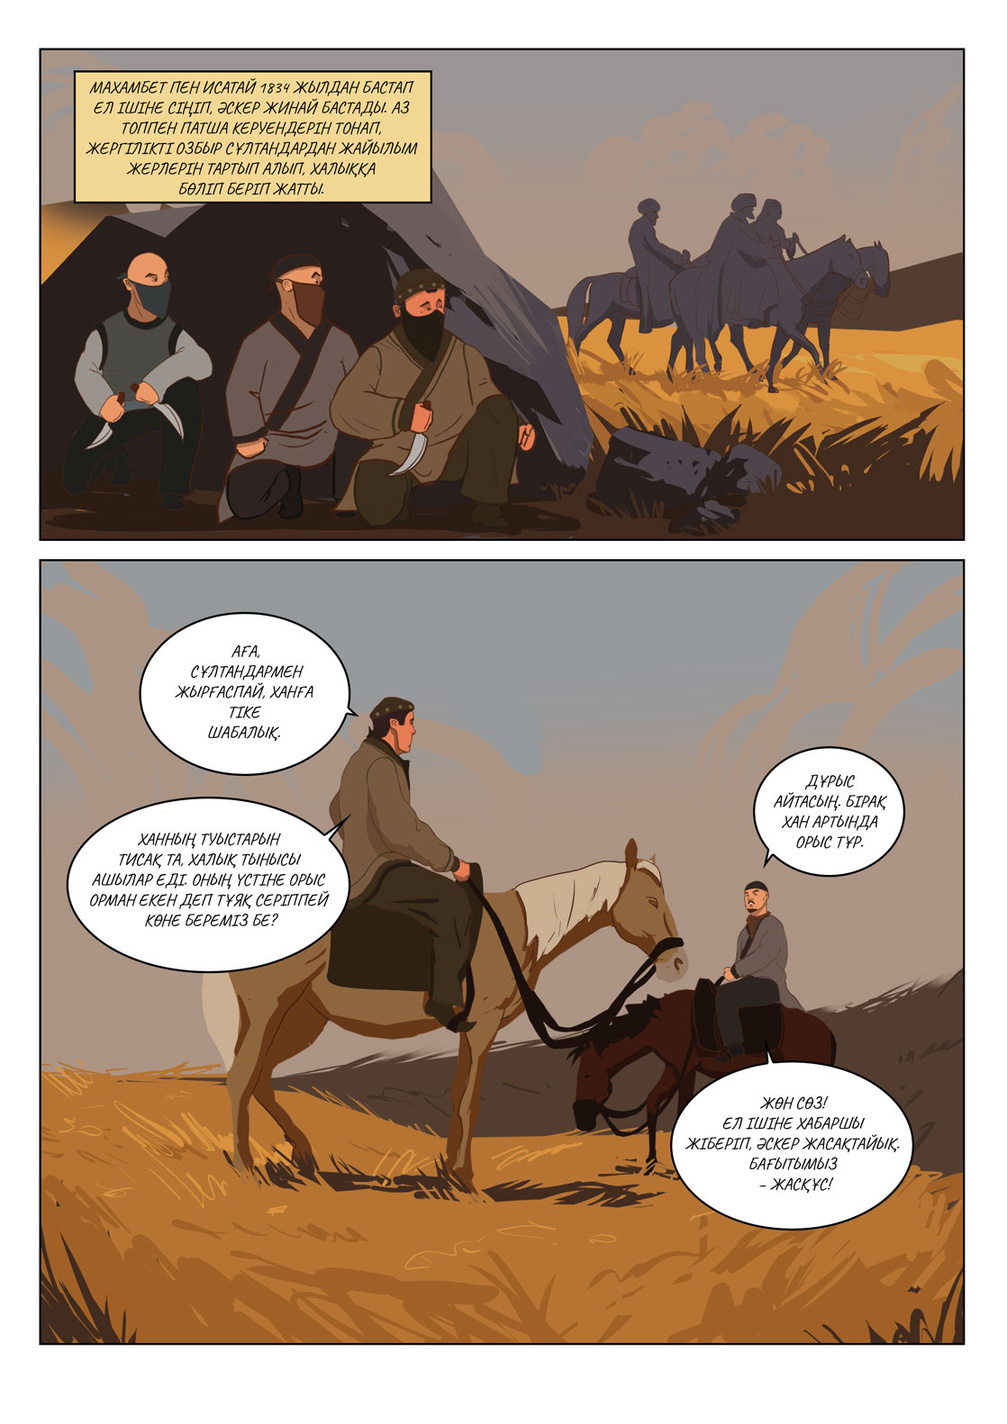 МАХАМБЕТ ПЕН ИСАТАЙ 1834 ЖЫЛДАН БАСТАП
ЕЛ ІШІНЕ СІҢІП, ӘСКЕР ЖИНАЙ БАСТАДЫ. АЗ
ТОППЕН ПАТША КЕРУЕНДЕРІН ТОНАП,
ЖЕРГІЛІКТІ ОЗБЫР СҰЛТАНДАРДАН ЖАЙЫЛЫМ
ЖЕРЛЕРІН ТАРТЫП АЛЫП, ХАЛЫҚҚА
БӨЛІП БЕРІП ЖАТТЫ.
АҒА,
СҰЛТАНДАРМЕН
ЖЫРҒАСПАЙ, ХАНҒА
ТІКЕ
ШАБАЛЫҚ.
ДҰРЫС
АЙТАСЫҢ. БІРАҚ
ХАН АРТЫНДА
ОРЫС ТҰР.
ХАННЫҢ ТУЫСТАРЫН
ТИСАҚ ТА, ХАЛЫҚ ТЫНЫСЫ
АШЫЛАР ЕДІ. ОНЫҢ ҮСТІНЕ ОРЫС
ОРМАН ЕКЕН ДЕП ТҰЯҚ СЕРІППЕЙ
КӨНЕ БЕРЕМІЗ БЕ?
ЖӨН СӨЗ!
ЕЛ ІШІНЕ ХАБАРШЫ
ЖІБЕРІП, ӘСКЕР ЖАСАҚТАЙЫҚ.
БАҒЫТЫМЫЗ
- ЖАСҚҰС!